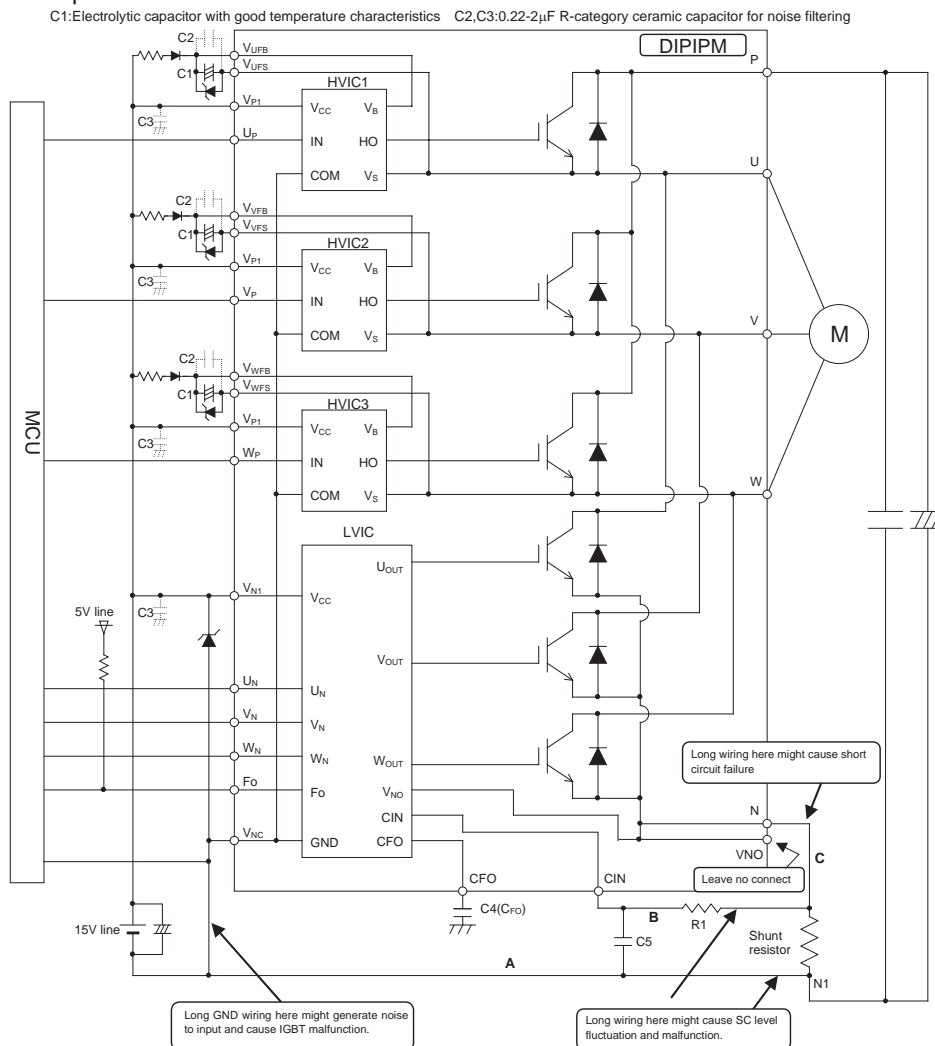 C1:Electrolytic capacitor with good temperature characteristics C2,C3:0.22-2μF R-category ceramic capacitor for noise filtering
DIPIPM
C2
C1
VUFB
VUFS
P
HVIC1
VP1
C3
VCC
VB
UP
IN
HO
COM
VS
U
C2
C1
VVFB
VVFS
HVIC2
VP1
C3
VCC
VB
VP
IN
HO
COM
VS
V
M
C2
C1
VWFB
VWFS
HVIC3
VP1
C3
VCC
VB
WP
IN
HO
COM
VS
W
MCU
LVIC
UOUT
VN1
VCC
C3
5V line
VOUT
UN
UN
VN
VN
WN
WN
WOUT
Fo
Fo
VNO
CIN
VNC
GND
CFO
Long wiring here might cause short
circuit failure
N
VNO
C
Leave no connect
CFO
CIN
C4(CFO)
B
R1
C5
Shunt
resistor
15V line
A
N1
Long GND wiring here might generate noise
to input and cause IGBT malfunction.
Long wiring here might cause SC level
fluctuation and malfunction.